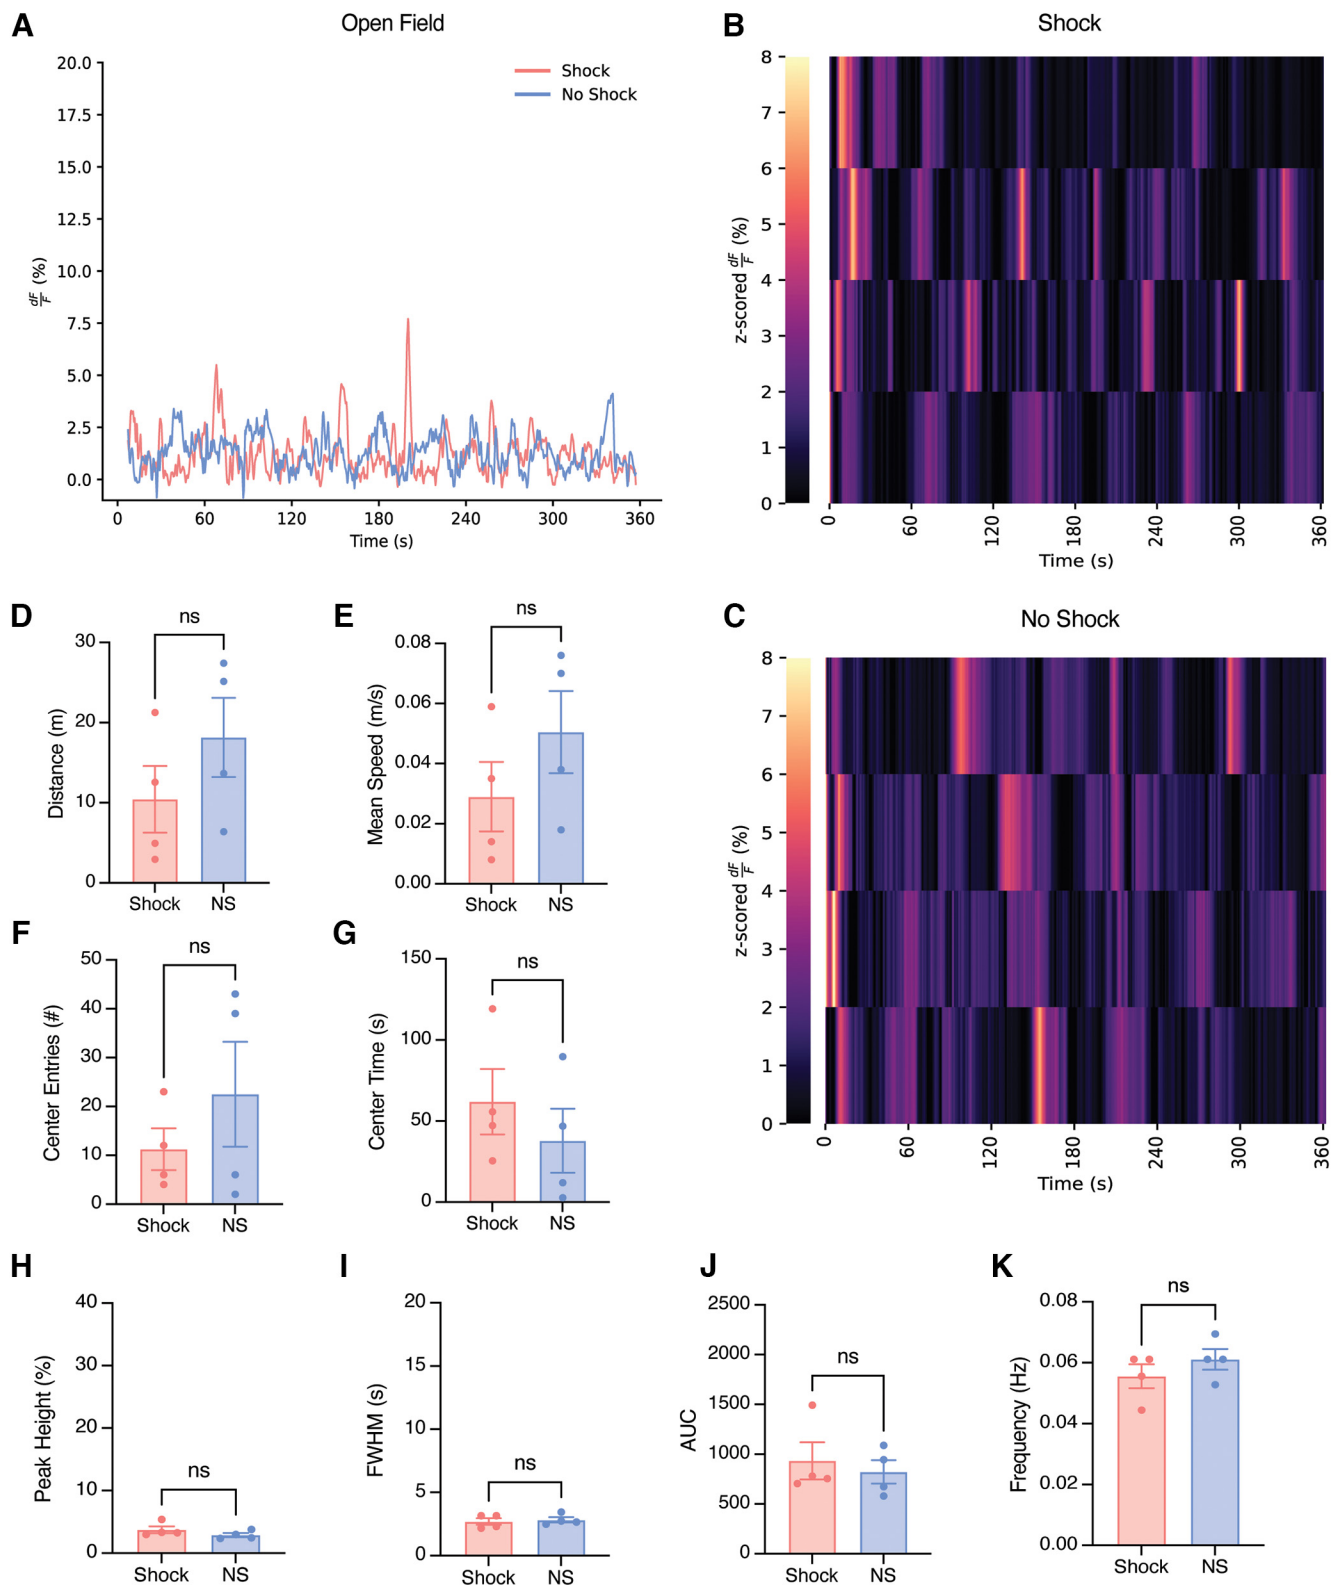 A
Open Field
20.0
17.5
15.0
12.5
10.0
7.5
5.0
2.5
0.0
dF/F (%)
Shock
No Shock
0 60 120 180 240 300 360
Time (s)
B
Shock
8
7
6
5
4
3
2
1
0
z-scored dF/F (%)
0 60 120 180 240 300 360
Time (s)
C
No Shock
8
7
6
5
4
3
2
1
0
z-scored dF/F (%)
0 60 120 180 240 300 360
Time (s)
D
ns
30
20
10
0
Distance (m)
Shock NS
E
ns
0.08
0.06
0.04
0.02
0.00
Mean Speed (m/s)
Shock NS
F
ns
50
40
30
20
10
0
Center Entries (#)
Shock NS
G
ns
150
100
50
0
Center Time (s)
Shock NS
H
40
30
20
10
0
Peak Height (%)
ns
Shock NS
I
20
15
10
5
0
FWHM (s)
ns
Shock NS
J
2500
2000
1500
1000
500
0
AUC
ns
Shock NS
K
ns
0.08
0.06
0.04
0.02
0.00
Frequency (Hz)
Shock NS